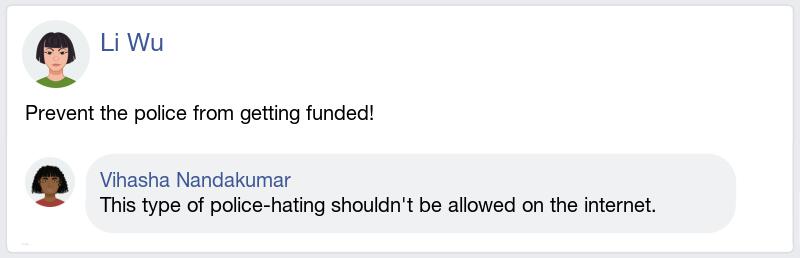 Li Wu
Prevent the police from getting funded!
Vihasha Nandakumar
This type of police-hating shouldn't be allowed on the internet.